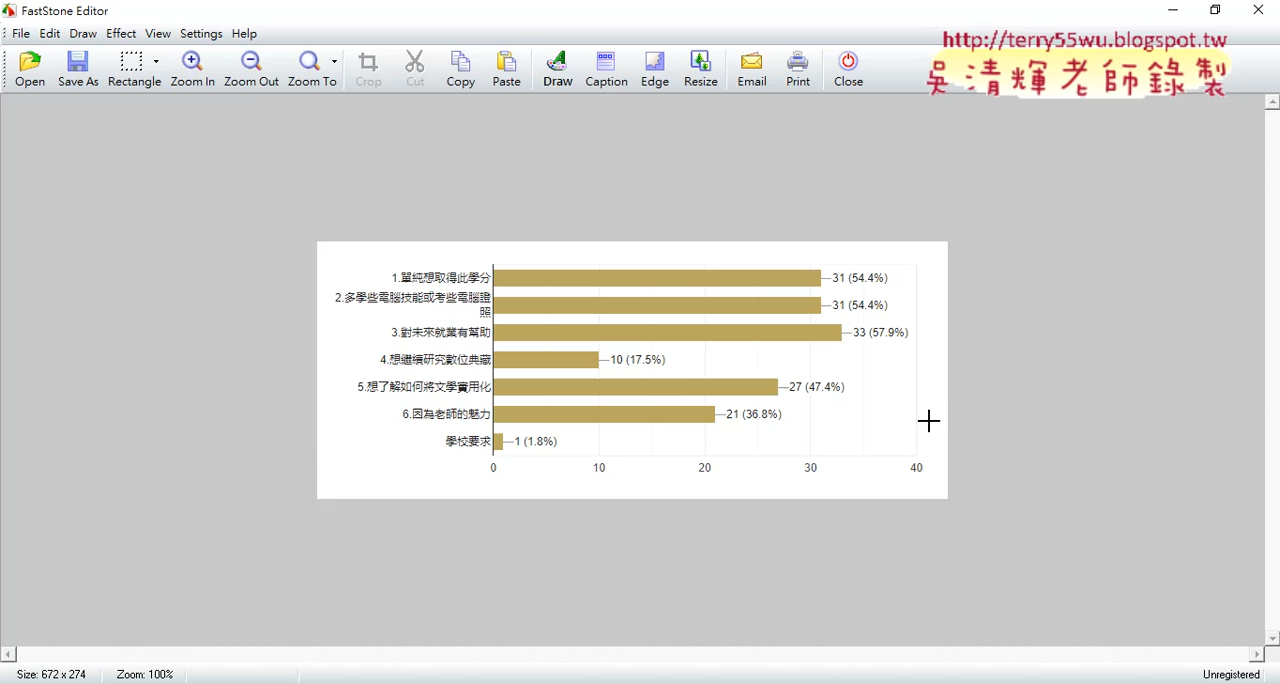 FastStone Editor
File Edit Draw Effect View Settings Help
http://terry55wu.blogspot.tw
吳清輝老師錄製
Open Save As Rectangle Zoom In Zoom Out Zoom To Crop Cut Copy Paste Draw Caption Edge Resize Email Print Close
1.單純想取得此學分 31 (54.4%)
2.多學些電腦技能或考些電腦證
照 31 (54.4%)
3.對未來就業有幫助 33 (57.9%)
4.想繼續研究數位典藏 10 (17.5%)
5.想了解如何將文學實用化 27 (47.4%)
6.因為老師的魅力 21 (36.8%)
學校要求 1 (1.8%)
0 10 20 30 40
Size: 672 x 274 Zoom: 100% Unregistered